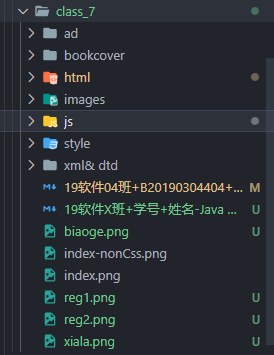 class_7
ad
bookcover
html
images
js
style
xml& dtd
19软件04班+B20190304404+... M
19软件X班+学号+姓名-Java ... U
biaoge.png U
index-nonCss.png
index.png
reg1.png U
reg2.png U
xiala.png U